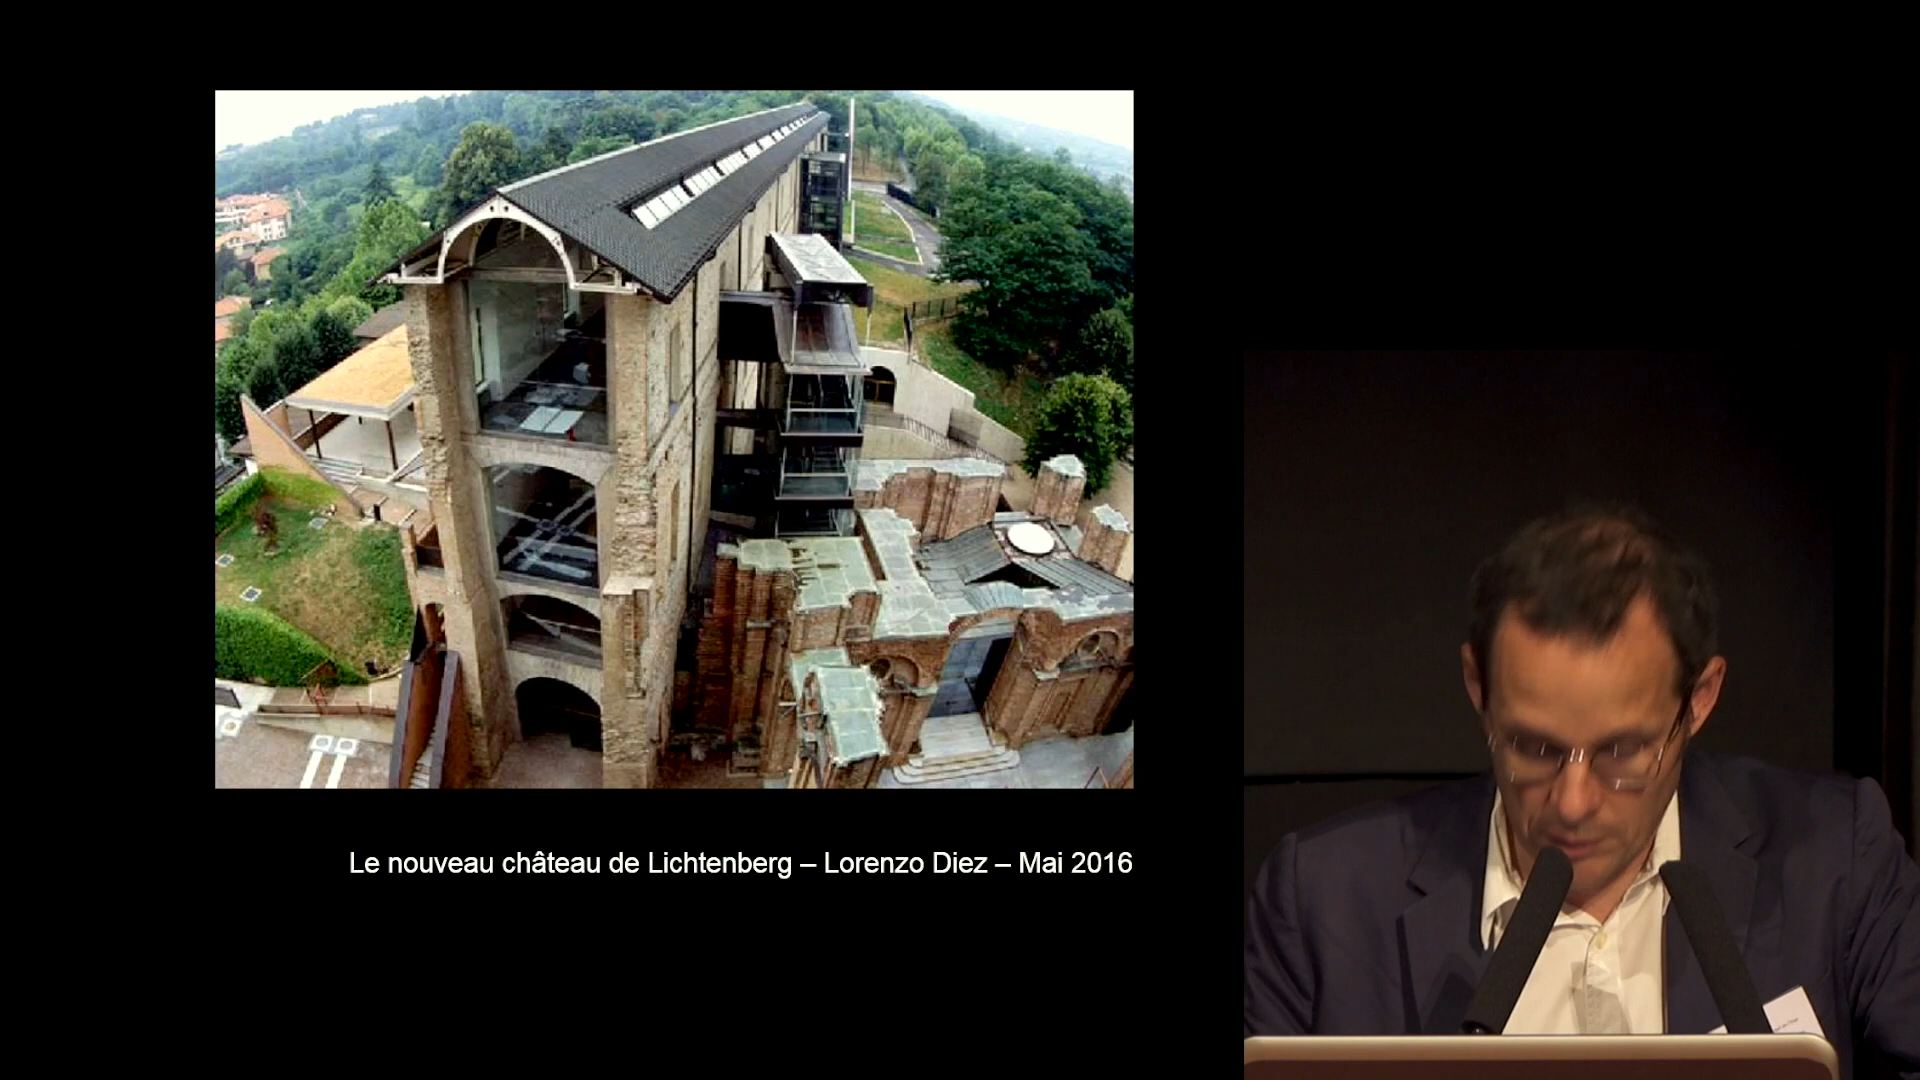 Le nouveau château de Lichtenberg – Lorenzo Diez – Mai 2016